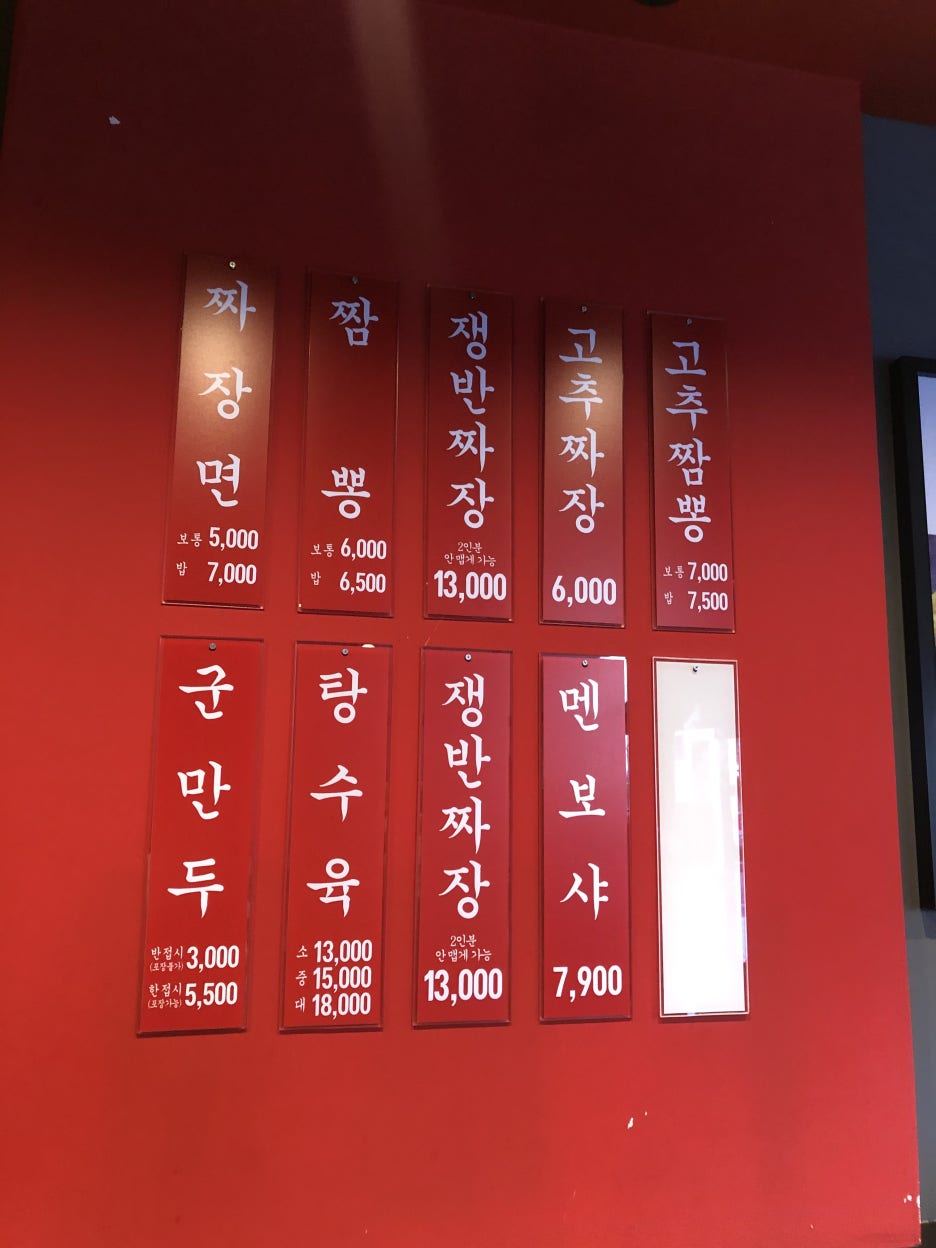 짜장면
보통 5,000
밥 7,000
짬뽕
보통 6,000
밥 6,500
쟁반짜장
2인분
안 맵게 가능
13,000
고추짜장
6,000
고추짬뽕
보통 7,000
밥 7,500
군만두
반접시 3,000
(포장불가)
한접시 5,500
(포장가능)
탕수육
소 13,000
중 15,000
대 18,000
쟁반짜장
2인분
안 맵게 가능
13,000
멘보샤
7,900